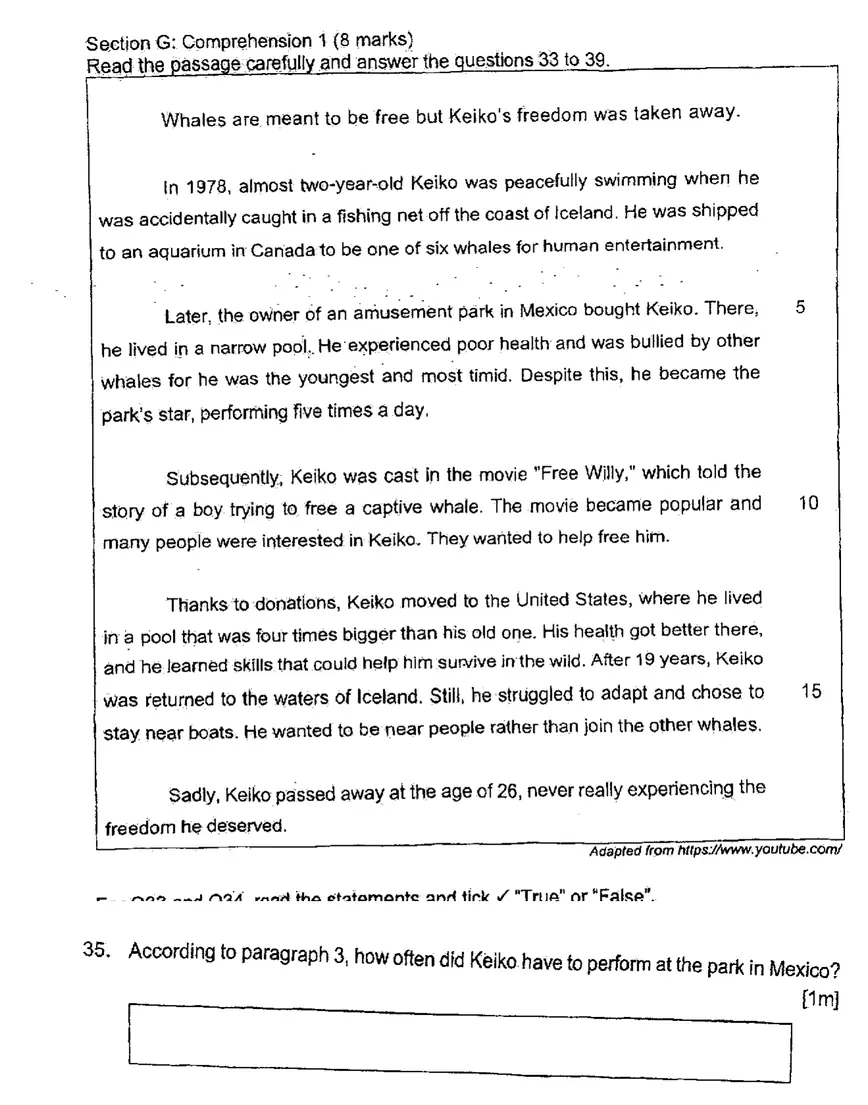 Section G: Comprehension 1 (8 marks)
Read the passage carefully and answer the questions 33 to 39.
Whales are meant to be free but Keiko's freedom was taken away.
In 1978, almost two-year-old Keiko was peacefully swimming when he
was accidentally caught in a fishing net off the coast of Iceland. He was shipped
to an aquarium in Canada to be one of six whales for human entertainment.
Later, the owner of an amusement park in Mexico bought Keiko. There, 5
he lived in a narrow pool. He experienced poor health and was bullied by other
whales for he was the youngest and most timid. Despite this, he became the
park's star, performing five times a day.
Subsequently, Keiko was cast in the movie "Free Willy," which told the
story of a boy trying to free a captive whale. The movie became popular and 10
many people were interested in Keiko. They wanted to help free him.
Thanks to donations, Keiko moved to the United States, where he lived
in a pool that was four times bigger than his old one. His health got better there,
and he learned skills that could help him survive in the wild. After 19 years, Keiko
was returned to the waters of Iceland. Still, he struggled to adapt and chose to 15
stay near boats. He wanted to be near people rather than join the other whales.
Sadly, Keiko passed away at the age of 26, never really experiencing the
freedom he deserved.
Adapted from https://www.youtube.com/
and Q34, read the statements and tick ✓ "True" or "False".
35. According to paragraph 3, how often did Keiko have to perform at the park in Mexico?
[1m]